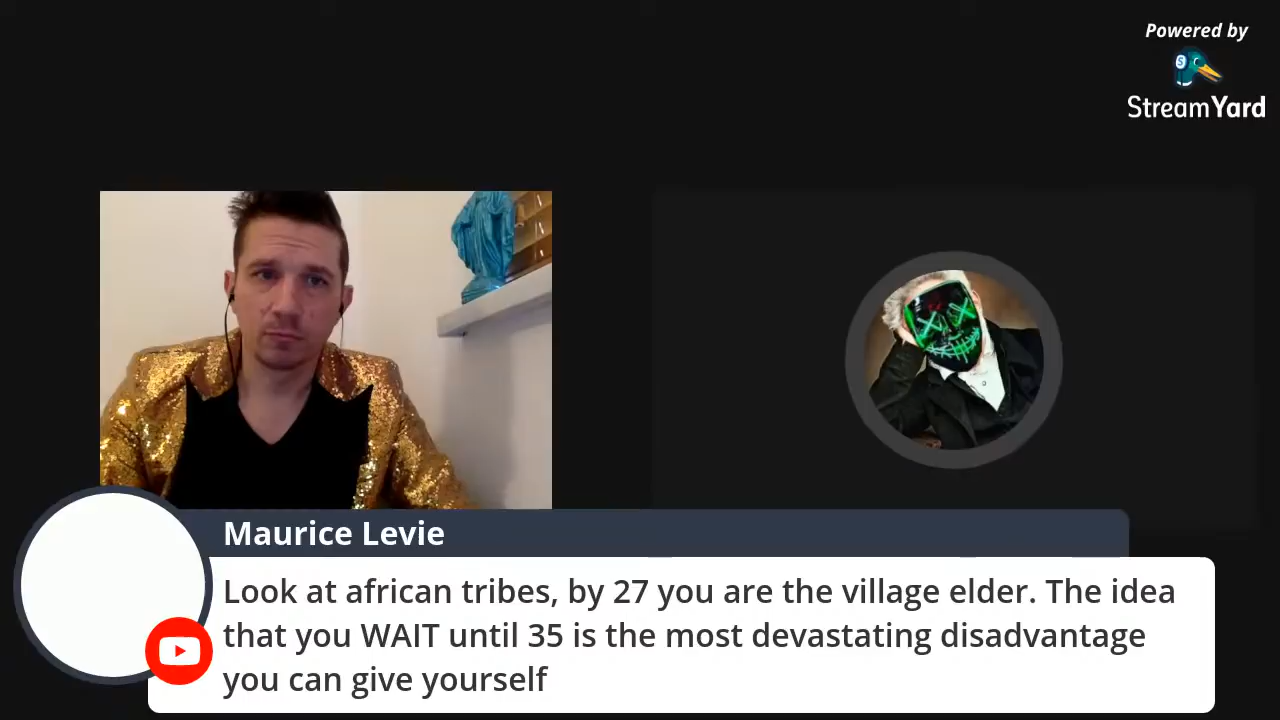 Powered by
StreamYard
Maurice Levie
Look at african tribes, by 27 you are the village elder. The idea
that you WAIT until 35 is the most devastating disadvantage
you can give yourself